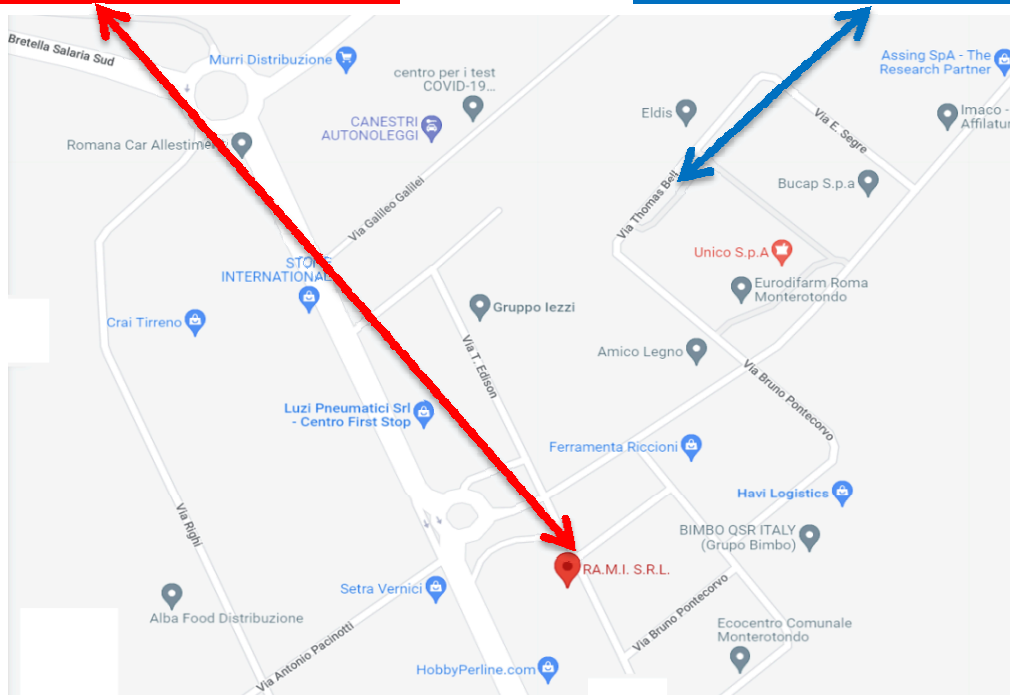 Bretella Salaria Sud
Murri Distribuzione
centro per i test
COVID-19...
Assing SpA - The
Research Partner
CANESTRI
AUTONOLEGGI
Eldis
Via E. Segre
Imaco -
Affilatur
Romana Car Allestime
Bucap S.p.a
Via Galileo Galilei
Via Thomas Bell
Unico S.p.A
STONE
INTERNATIONAL
Eurodifarm Roma
Monterotondo
Gruppo Iezzi
Crai Tirreno
Via T. Edison
Amico Legno
Via Bruno Pontecorvo
Luzi Pneumatici Srl
- Centro First Stop
Ferramenta Riccioni
Havi Logistics
Via Righi
BIMBO QSR ITALY
(Grupo Bimbo)
RA.M.I. S.R.L.
Setra Vernici
Via Bruno Pontecorvo
Alba Food Distribuzione
Ecocentro Comunale
Monterotondo
Via Antonio Pacinotti
HobbyPerline.com